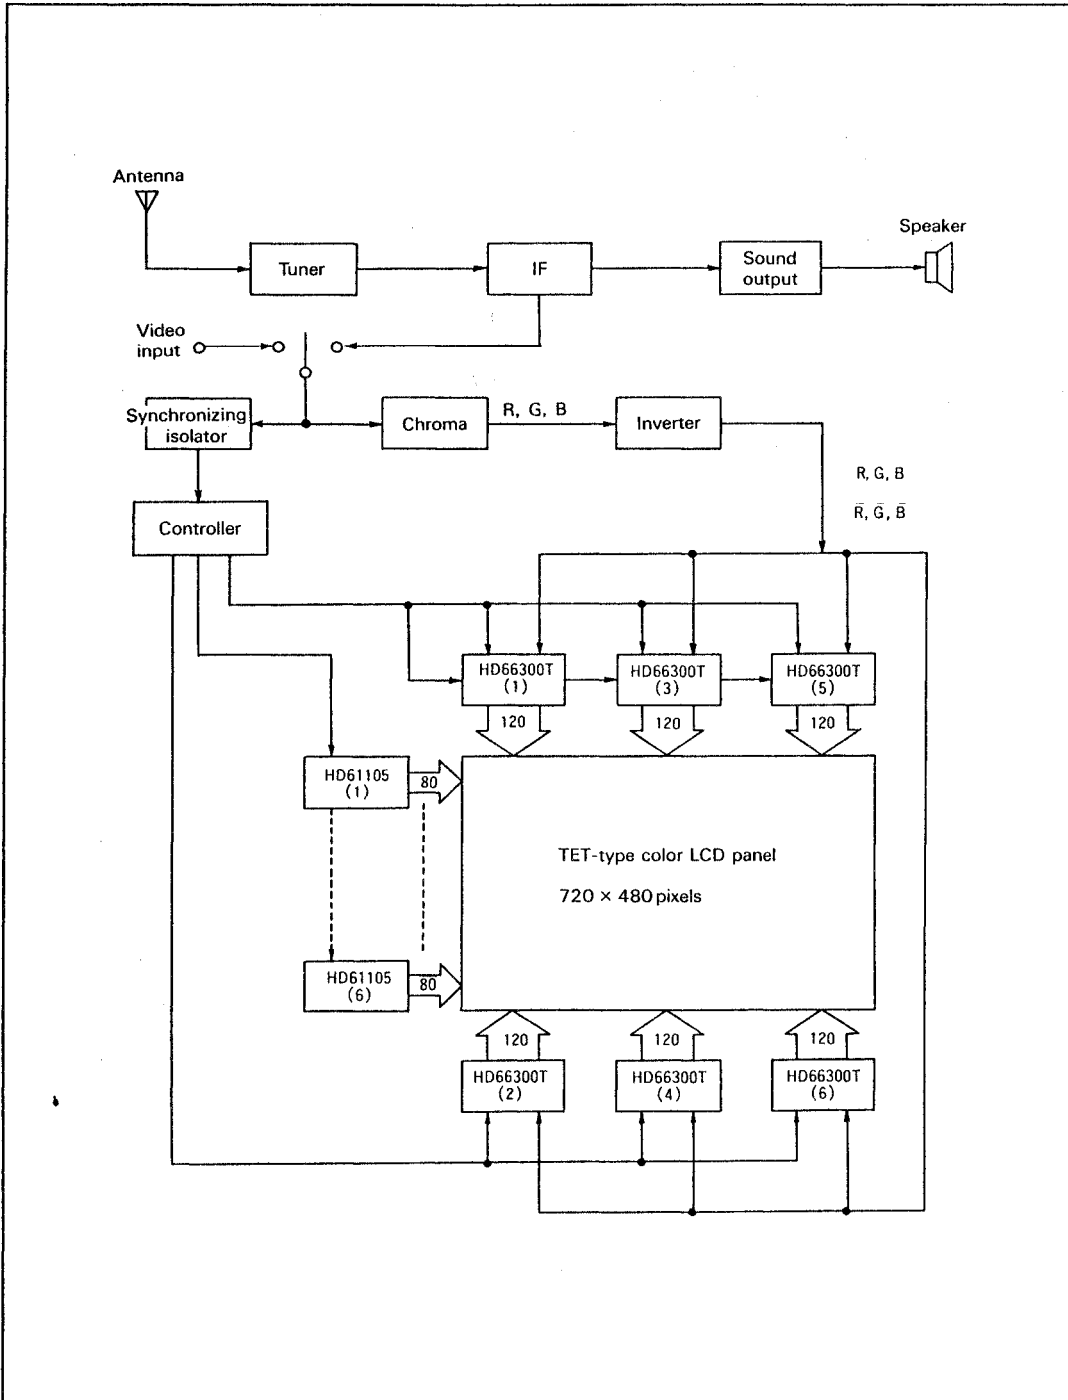 Antenna
Speaker
Tuner
IF
Sound
output
Video
input
Synchronizing
isolator
Chroma
R, G, B
Inverter
R, G, B
R̄, Ḡ, B̄
Controller
HD66300T
(1)
HD66300T
(3)
HD66300T
(5)
120
120
120
HD61105
(1)
80
TET-type color LCD panel
720 × 480 pixels
HD61105
(6)
80
120
120
120
HD66300T
(2)
HD66300T
(4)
HD66300T
(6)